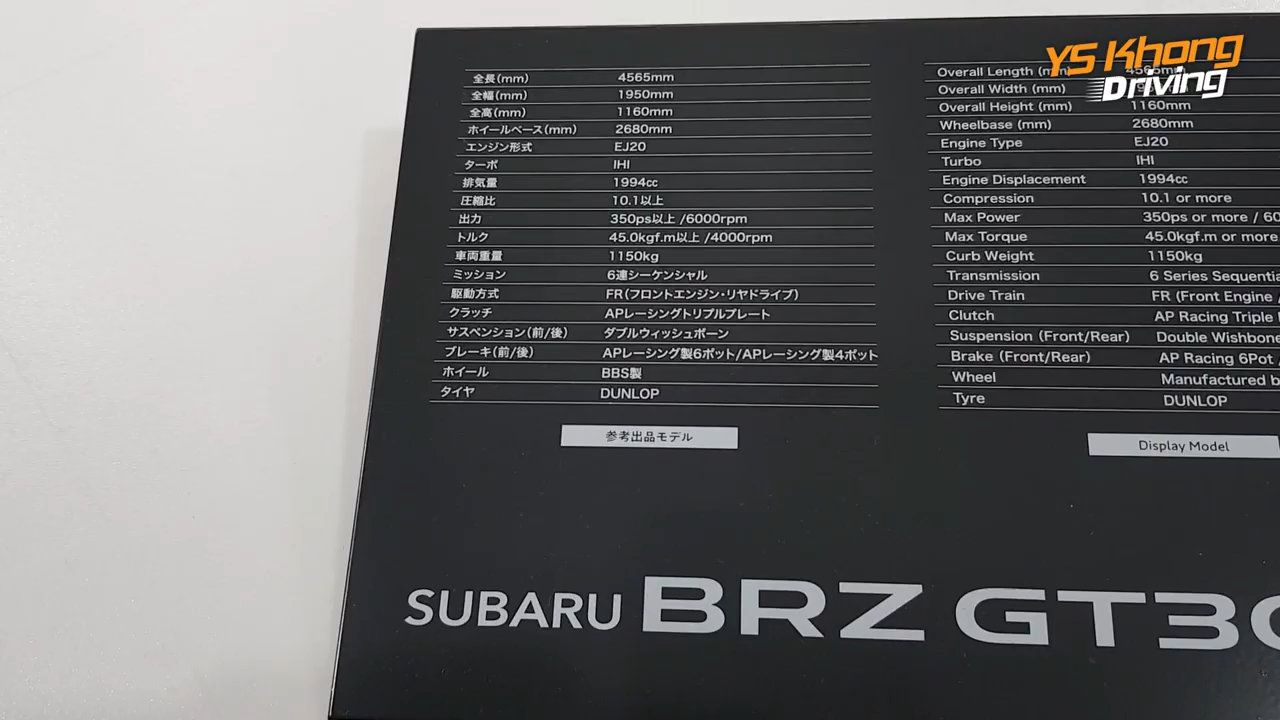 YS Khong
Driving
全長(mm) 4565mm
全幅(mm) 1950mm
全高(mm) 1160mm
ホイールベース(mm) 2680mm
エンジン形式 EJ20
ターボ IHI
排気量 1994cc
圧縮比 10.1以上
出力 350ps以上 /6000rpm
トルク 45.0kgf.m以上 /4000rpm
車両重量 1150kg
ミッション 6連シーケンシャル
駆動方式 FR(フロントエンジン・リヤドライブ)
クラッチ APレーシングトリプルプレート
サスペンション(前/後) ダブルウィッシュボーン
ブレーキ(前/後) APレーシング製6ポット/APレーシング製4ポット
ホイール BBS製
タイヤ DUNLOP
参考出品モデル
Overall Length (mm) 4565mm
Overall Width (mm)
Overall Height (mm) 1160mm
Wheelbase (mm) 2680mm
Engine Type EJ20
Turbo IHI
Engine Displacement 1994cc
Compression 10.1 or more
Max Power 350ps or more / 60
Max Torque 45.0kgf.m or more
Curb Weight 1150kg
Transmission 6 Series Sequentia
Drive Train FR (Front Engine /
Clutch AP Racing Triple
Suspension (Front/Rear) Double Wishbone
Brake (Front/Rear) AP Racing 6Pot
Wheel Manufactured b
Tyre DUNLOP
Display Model
SUBARU BRZ GT30